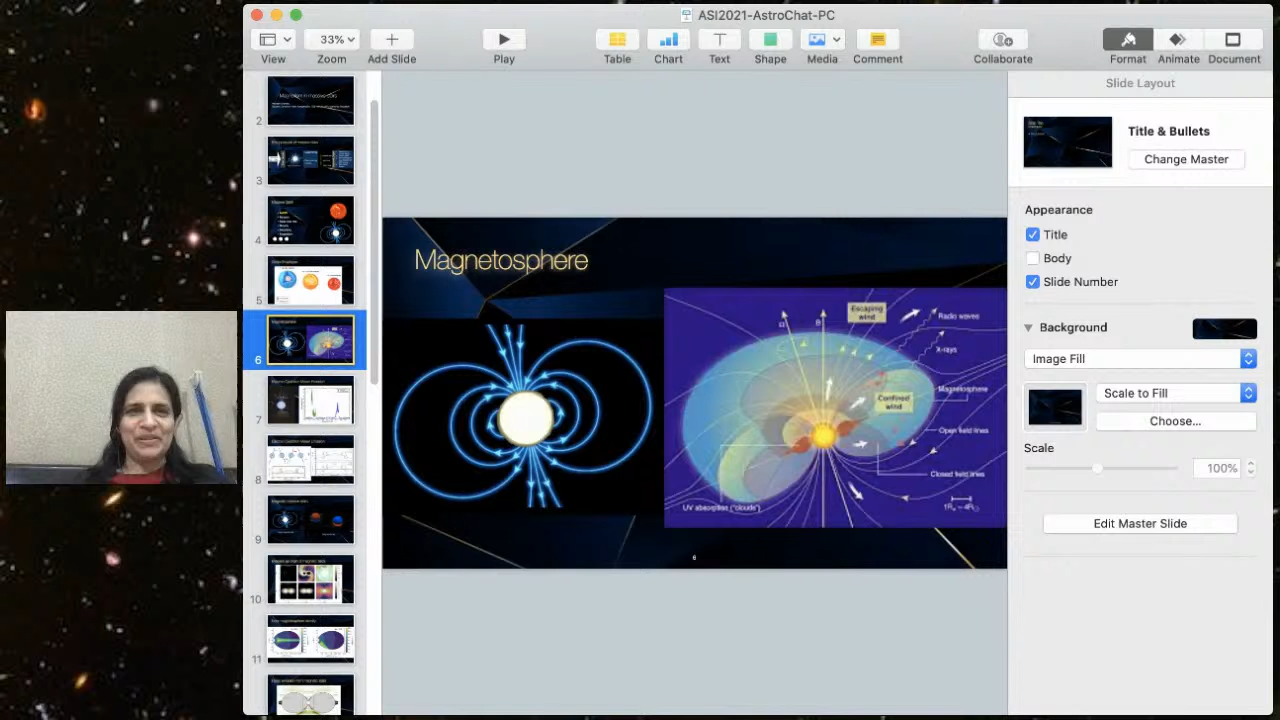 ASI2021-AstroChat-PC
33%
View
Zoom
Add Slide
Play
Table
Chart
Text
Shape
Media
Comment
Collaborate
Format
Animate
Document
2
3
4
5
6
7
8
9
10
11
Magnetosphere
Escaping
wind
Radio waves
Ω
B
X-rays
Magnetosphere
Confined
wind
Open field lines
Closed field lines
UV absorbers ("clouds")
6
Slide Layout
Title & Bullets
Change Master
Appearance
Title
Body
Slide Number
Background
Image Fill
Scale to Fill
Choose...
Scale
100%
Edit Master Slide